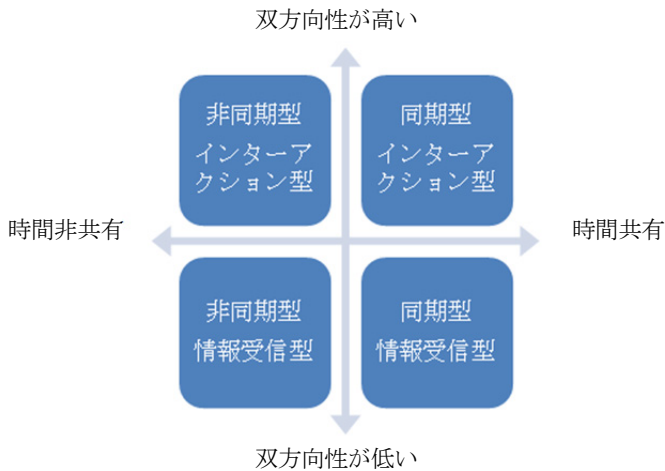 双方向性が高い
非同期型
インターア
クション型
同期型
インターア
クション型
時間非共有
時間共有
非同期型
情報受信型
同期型
情報受信型
双方向性が低い